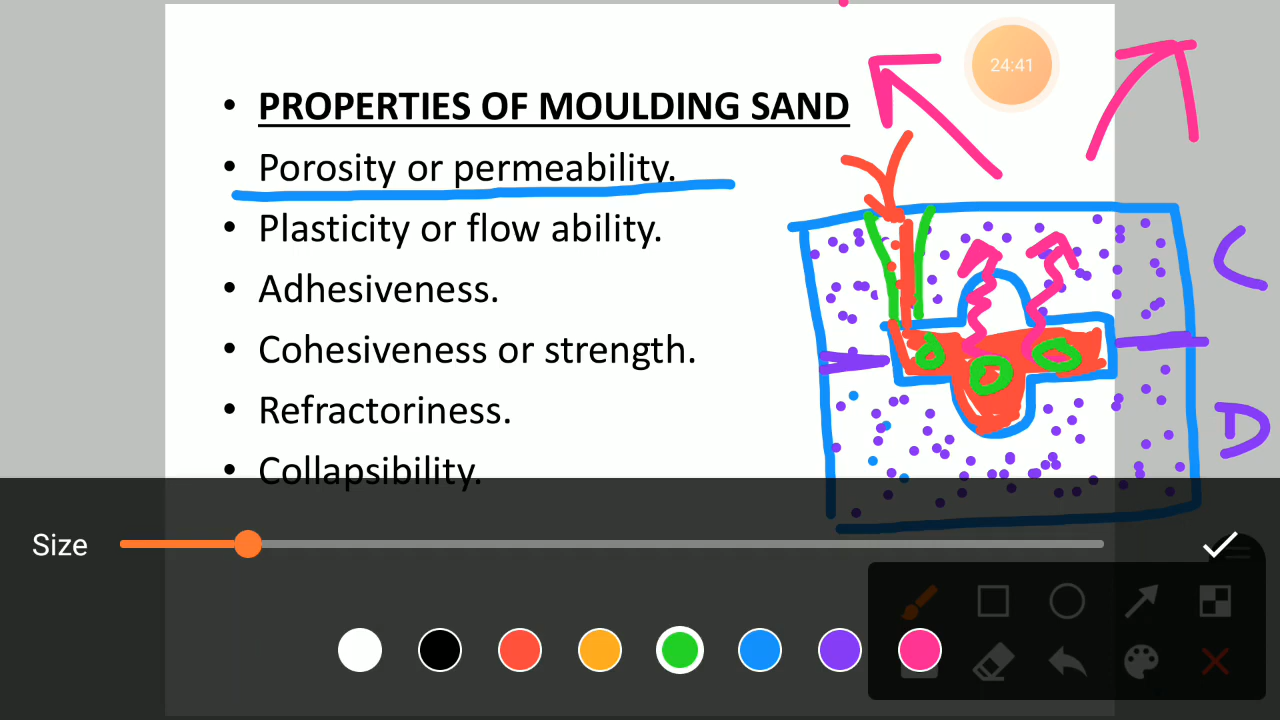 24:41
• PROPERTIES OF MOULDING SAND
• Porosity or permeability.
• Plasticity or flow ability.
• Adhesiveness.
• Cohesiveness or strength.
• Refractoriness.
• Collapsibility.
C
D
Size